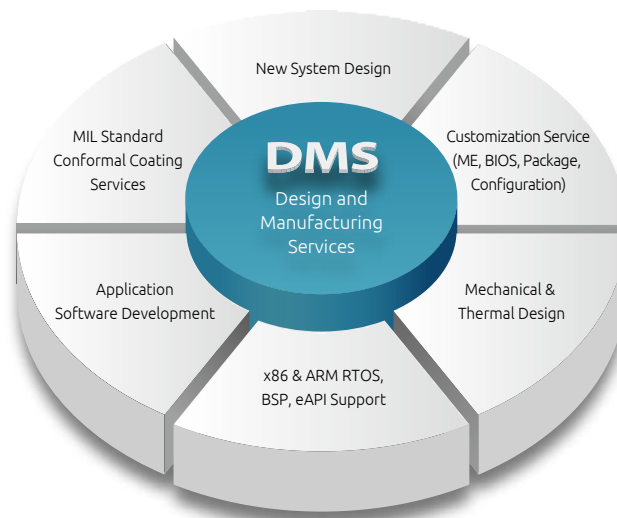 New System Design
MIL Standard
Conformal Coating
Services
Customization Service
(ME, BIOS, Package,
Configuration)
DMS
Design and
Manufacturing
Services
Application
Software Development
Mechanical &
Thermal Design
x86 & ARM RTOS,
BSP, eAPI Support